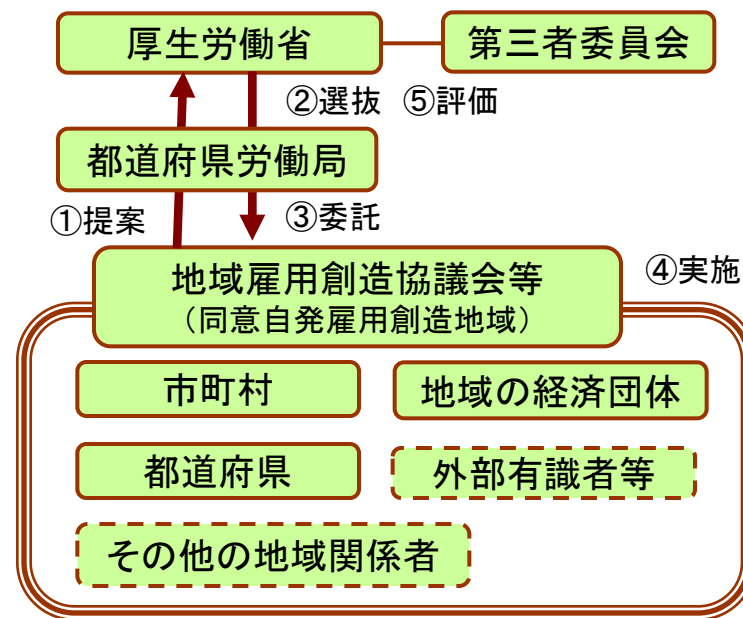 厚生労働省
第三者委員会
②選抜
⑤評価
都道府県労働局
①提案
③委託
地域雇用創造協議会等
（同意自発雇用創造地域）
④実施
市町村
地域の経済団体
都道府県
外部有識者等
その他の地域関係者